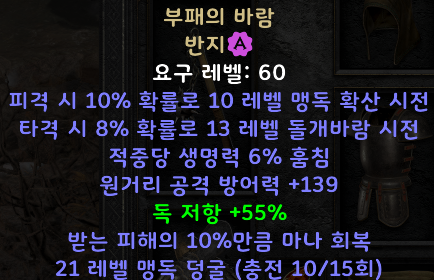 부패의 바람
반지 A
요구 레벨: 60
피격 시 10% 확률로 10 레벨 맹독 확산 시전
타격 시 8% 확률로 13 레벨 돌개바람 시전
적중당 생명력 6% 훔침
원거리 공격 방어력 +139
독 저항 +55%
받는 피해의 10%만큼 마나 회복
21 레벨 맹독 덩굴 (충전 10/15회)